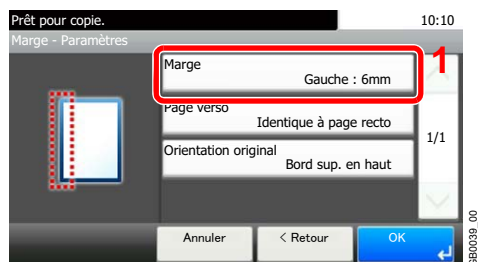 Prêt pour copie. 10:10
Marge - Paramètres
Marge
Gauche : 6mm
1
Page verso
Identique à page recto
1/1
Orientation original
Bord sup. en haut
Annuler < Retour OK